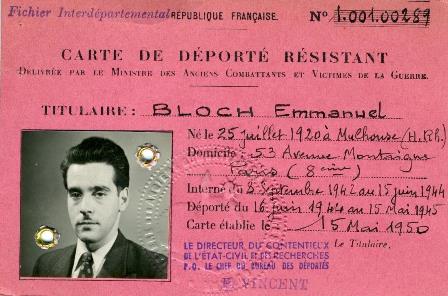 Fichier Interdépartemental RÉPUBLIQUE FRANÇAISE. N° 1.001.00289
CARTE DE DÉPORTÉ RÉSISTANT
DÉLIVRÉE PAR LE MINISTRE DES ANCIENS COMBATTANTS ET VICTIMES DE LA GUERRE.
TITULAIRE : BLOCH Emmanuel
Né le 25 juillet 1920 à Mulhouse (H. Rh.)
Domicile : 53 Avenue Montaigne
Paris (8ème)
Interné du 3 Septembre 1942 au 15 juin 1944
Déporté du 16 juin 1944 au 15 Mai 1945
Carte établie le 15 Mai 1950
LE DIRECTEUR DU CONTENTIEUX Le Titulaire,
DE L'ÉTAT-CIVIL ET DES RECHERCHES
P.O. LE CHEF DU BUREAU DES DÉPORTÉS
VINCENT